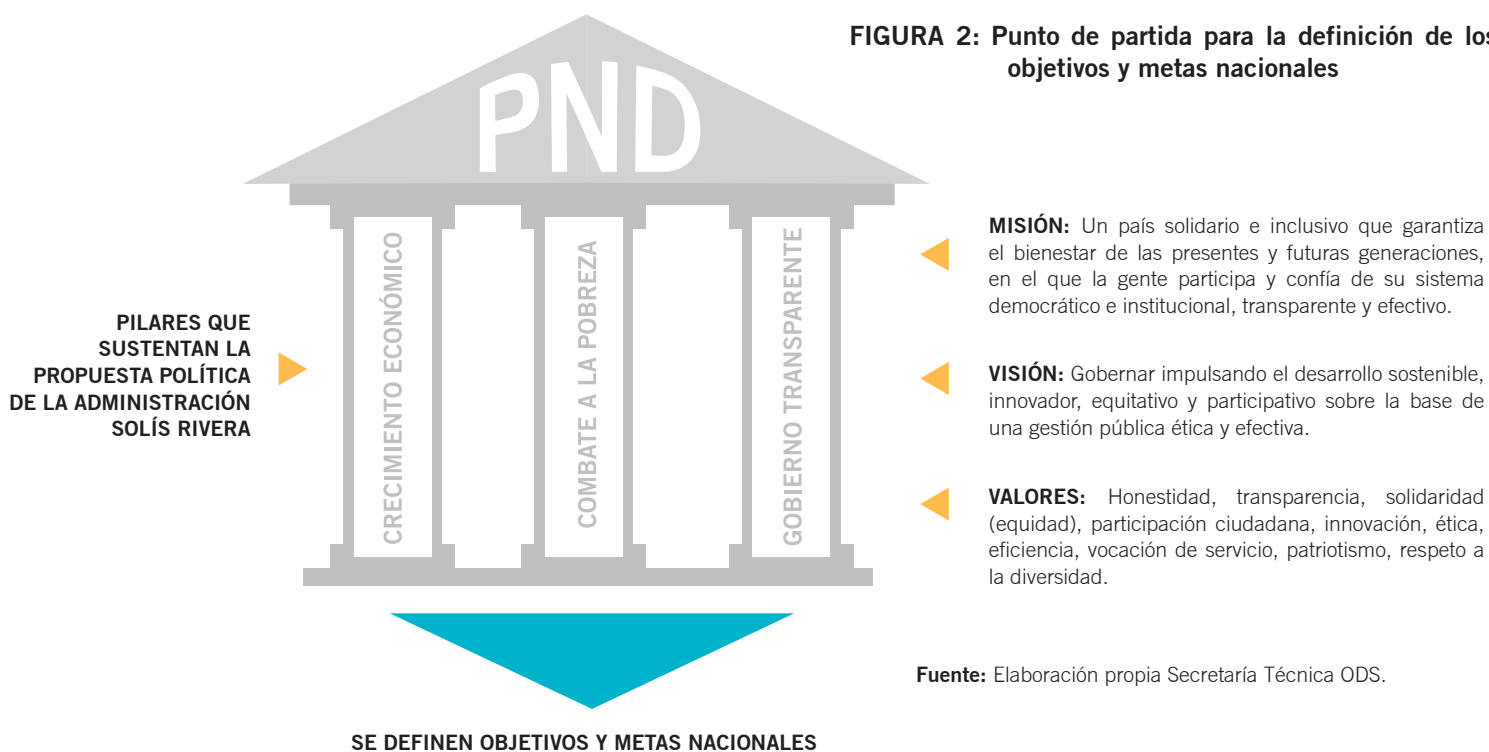 FIGURA 2: Punto de partida para la definición de los
objetivos y metas nacionales
PND
PILARES QUE
SUSTENTAN LA
PROPUESTA POLÍTICA
DE LA ADMINISTRACIÓN
SOLÍS RIVERA
CRECIMIENTO ECONÓMICO
COMBATE A LA POBREZA
GOBIERNO TRANSPARENTE
MISIÓN: Un país solidario e inclusivo que garantiza
el bienestar de las presentes y futuras generaciones,
en el que la gente participa y confía de su sistema
democrático e institucional, transparente y efectivo.
VISIÓN: Gobernar impulsando el desarrollo sostenible,
innovador, equitativo y participativo sobre la base de
una gestión pública ética y efectiva.
VALORES: Honestidad, transparencia, solidaridad
(equidad), participación ciudadana, innovación, ética,
eficiencia, vocación de servicio, patriotismo, respeto a
la diversidad.
Fuente: Elaboración propia Secretaría Técnica ODS.
SE DEFINEN OBJETIVOS Y METAS NACIONALES